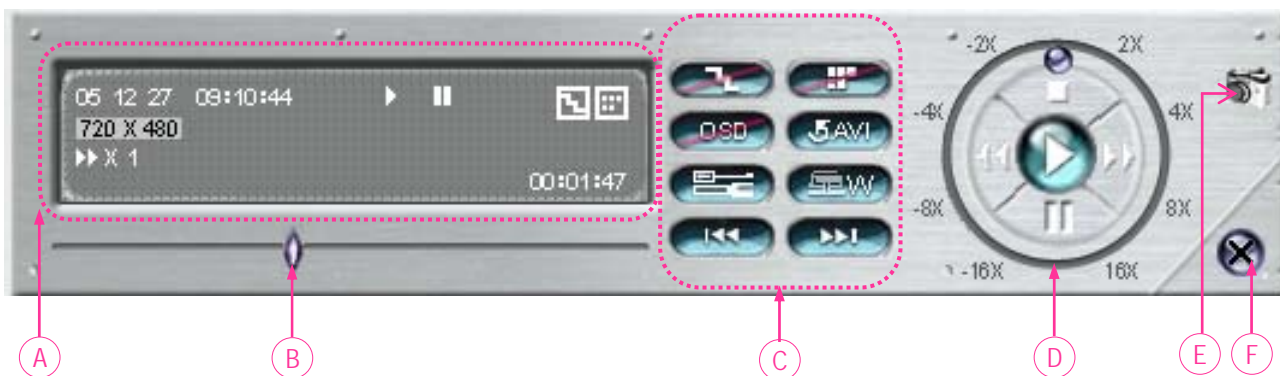 05 12 27 09:10:44
720 X 480
X 1
00:01:47
OSD
AVI
W
-2X
2X
-4X
4X
-8X
8X
-16X
16X
A
B
C
D
E
F